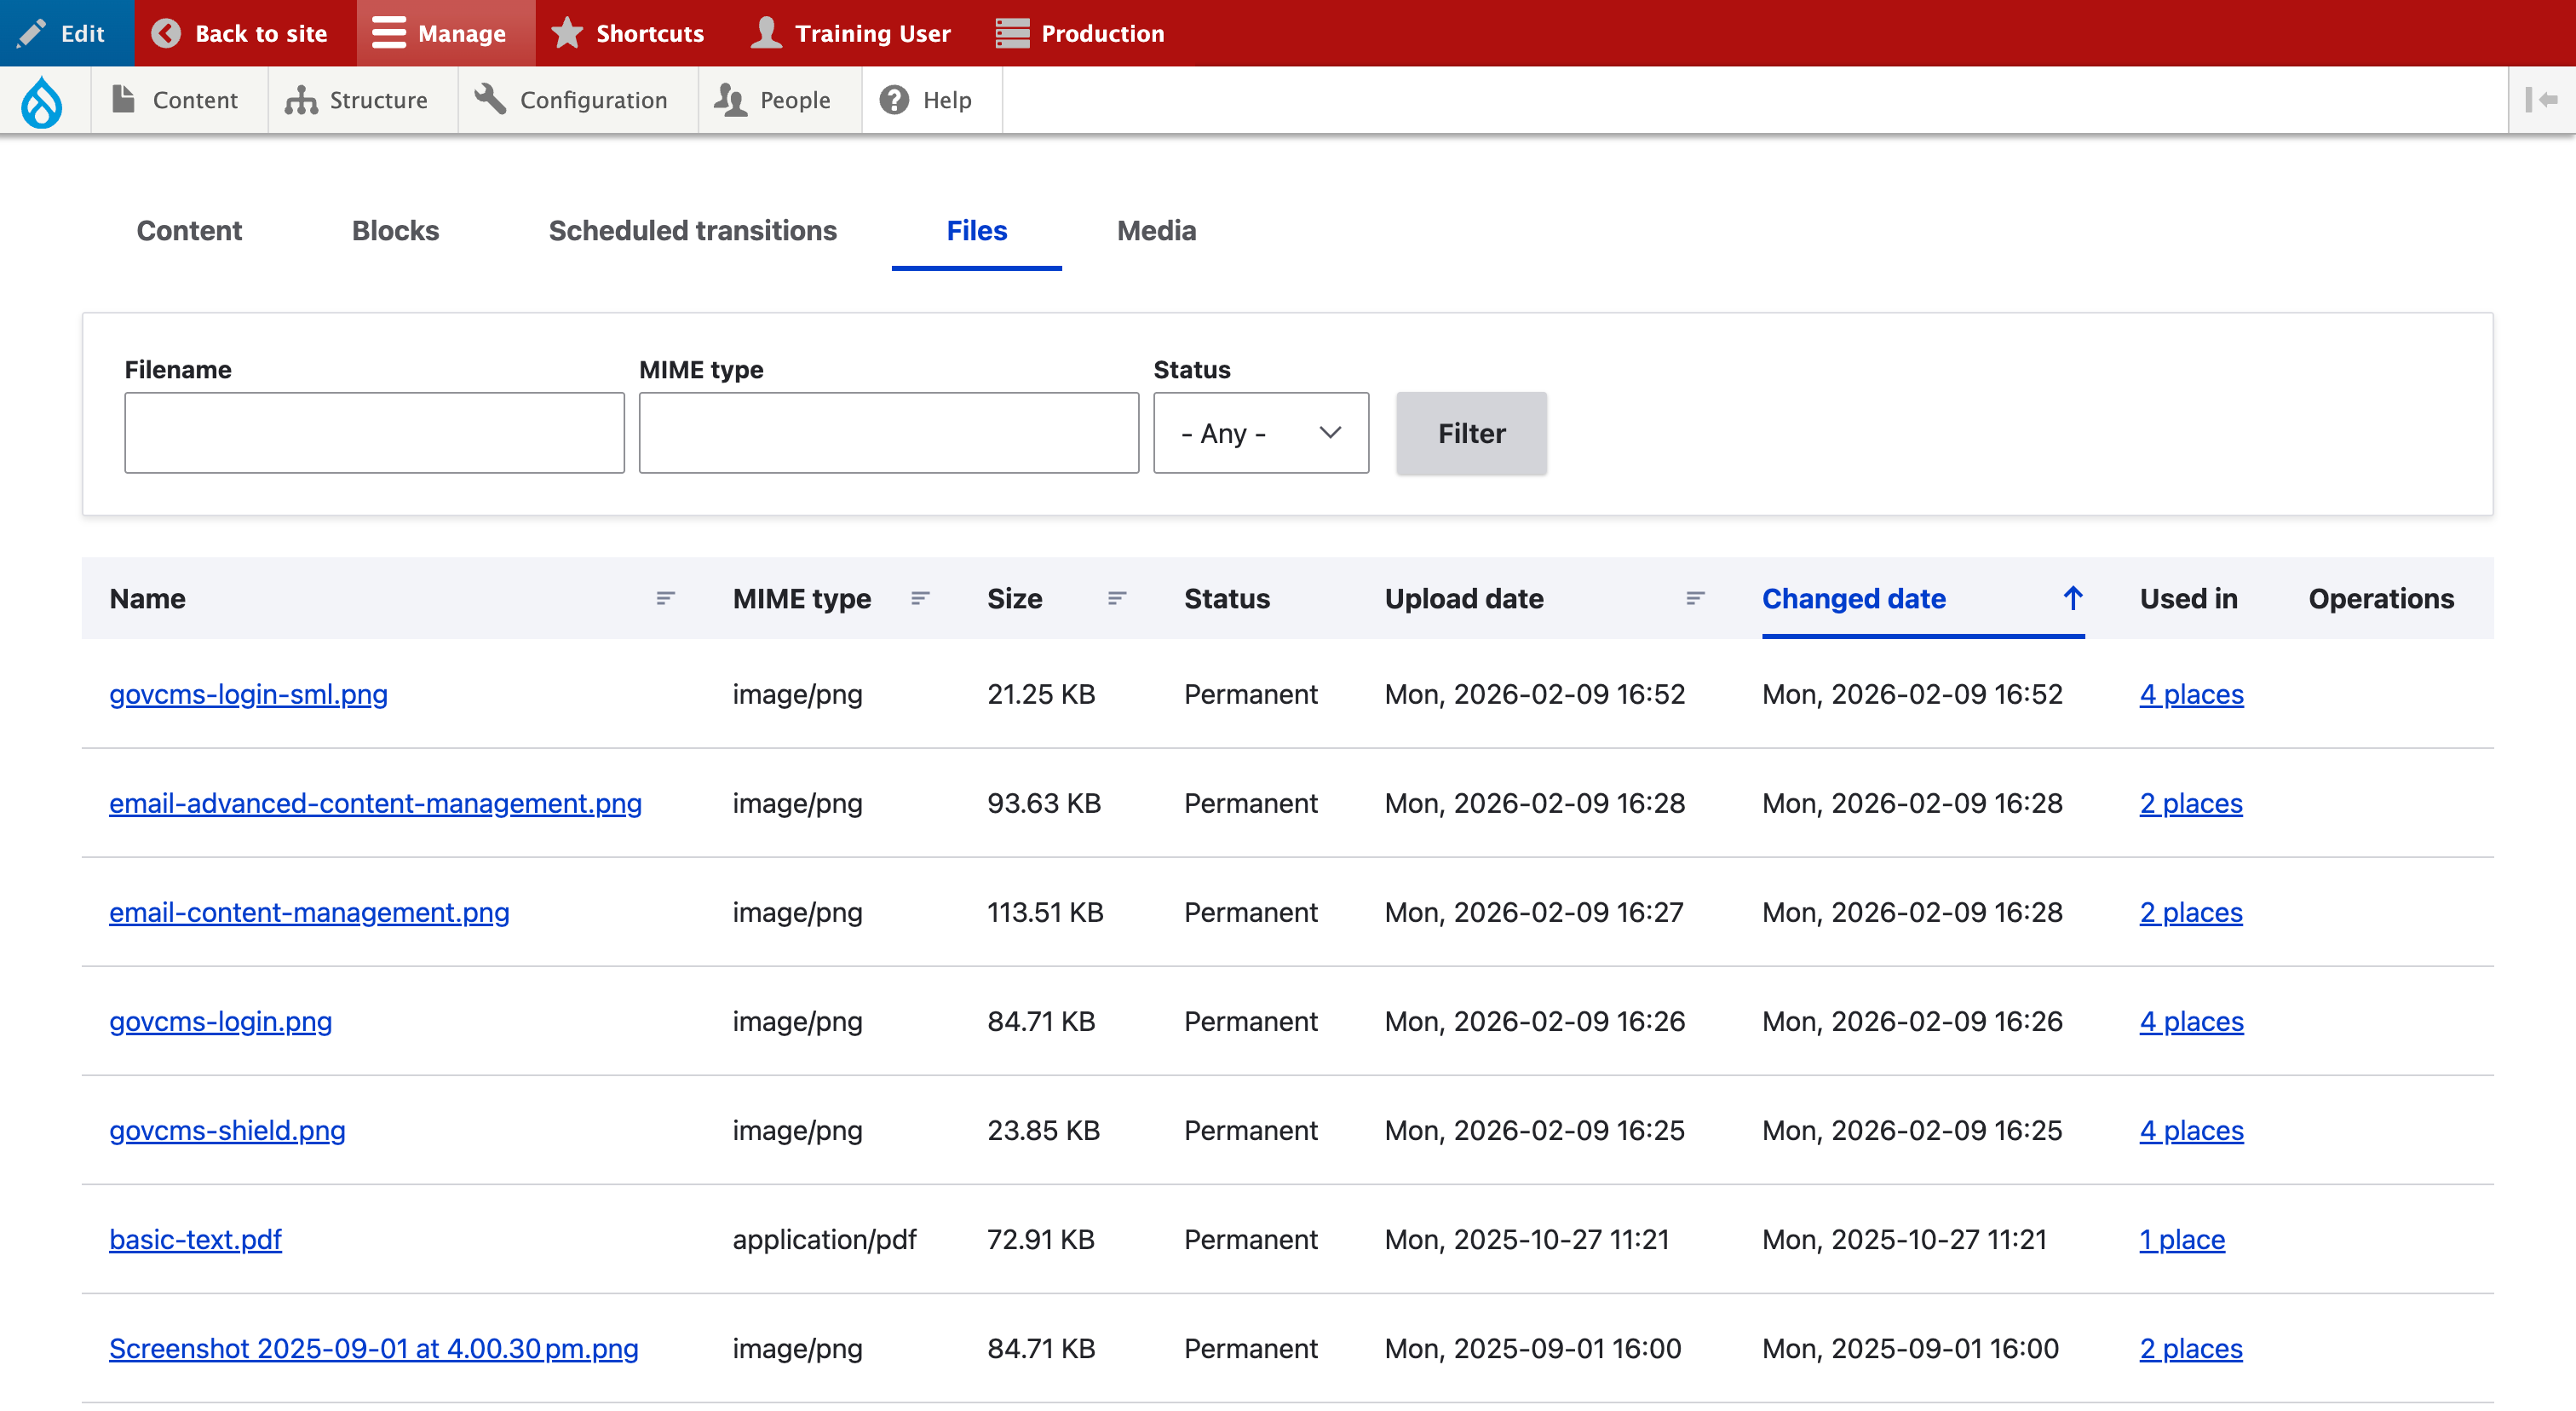 Edit Back to site Manage Shortcuts Training User Production
Content Structure Configuration People Help
Content Blocks Scheduled transitions Files Media
Filename MIME type Status
- Any - Filter
Name MIME type Size Status Upload date Changed date Used in Operations
govcms-login-sml.png image/png 21.25 KB Permanent Mon, 2026-02-09 16:52 Mon, 2026-02-09 16:52 4 places
email-advanced-content-management.png image/png 93.63 KB Permanent Mon, 2026-02-09 16:28 Mon, 2026-02-09 16:28 2 places
email-content-management.png image/png 113.51 KB Permanent Mon, 2026-02-09 16:27 Mon, 2026-02-09 16:28 2 places
govcms-login.png image/png 84.71 KB Permanent Mon, 2026-02-09 16:26 Mon, 2026-02-09 16:26 4 places
govcms-shield.png image/png 23.85 KB Permanent Mon, 2026-02-09 16:25 Mon, 2026-02-09 16:25 4 places
basic-text.pdf application/pdf 72.91 KB Permanent Mon, 2025-10-27 11:21 Mon, 2025-10-27 11:21 1 place
Screenshot 2025-09-01 at 4.00.30 pm.png image/png 84.71 KB Permanent Mon, 2025-09-01 16:00 Mon, 2025-09-01 16:00 2 places